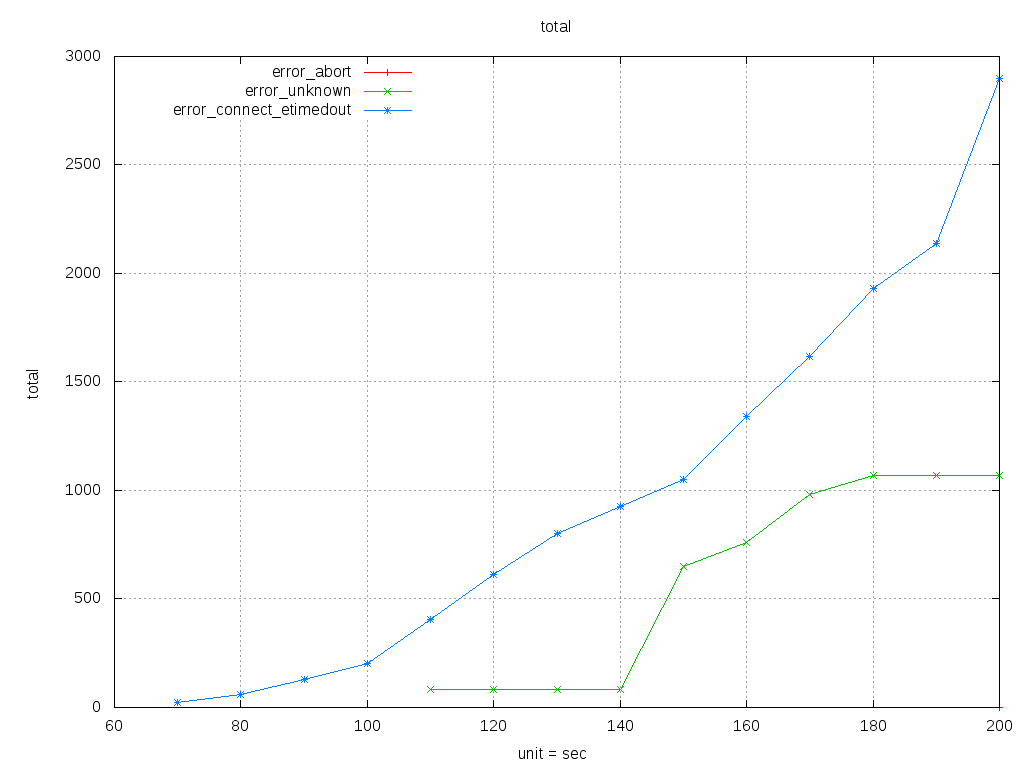 total
3000
error_abort
error_unknown
error_connect_etimedout
2500
2000
total
1500
1000
500
0
60 80 100 120 140 160 180 200
unit = sec